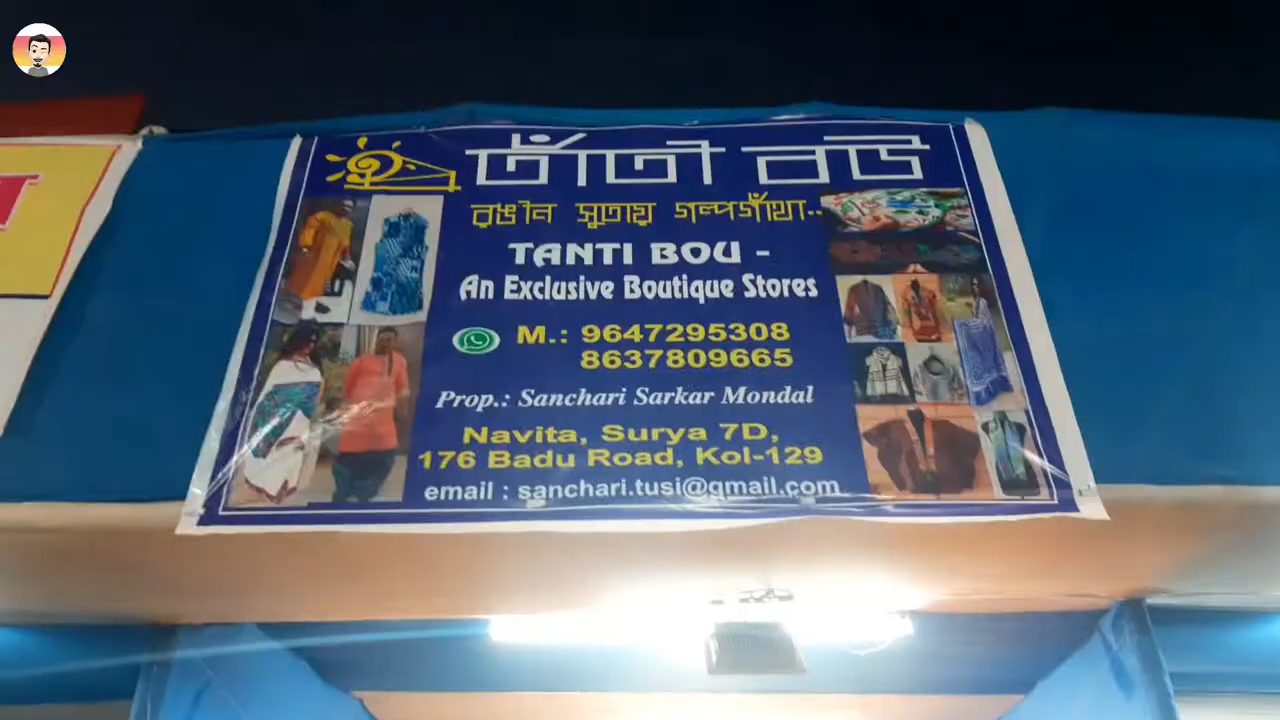 তাঁতী বউ
রঙীন সুতোয় গল্পগাঁথা..
TANTI BOU -
An Exclusive Boutique Stores
M.: 9647295308
8637809665
Prop.: Sanchari Sarkar Mondal
Navita, Surya 7D,
176 Badu Road, Kol-129
email : sanchari.tusi@gmail.com